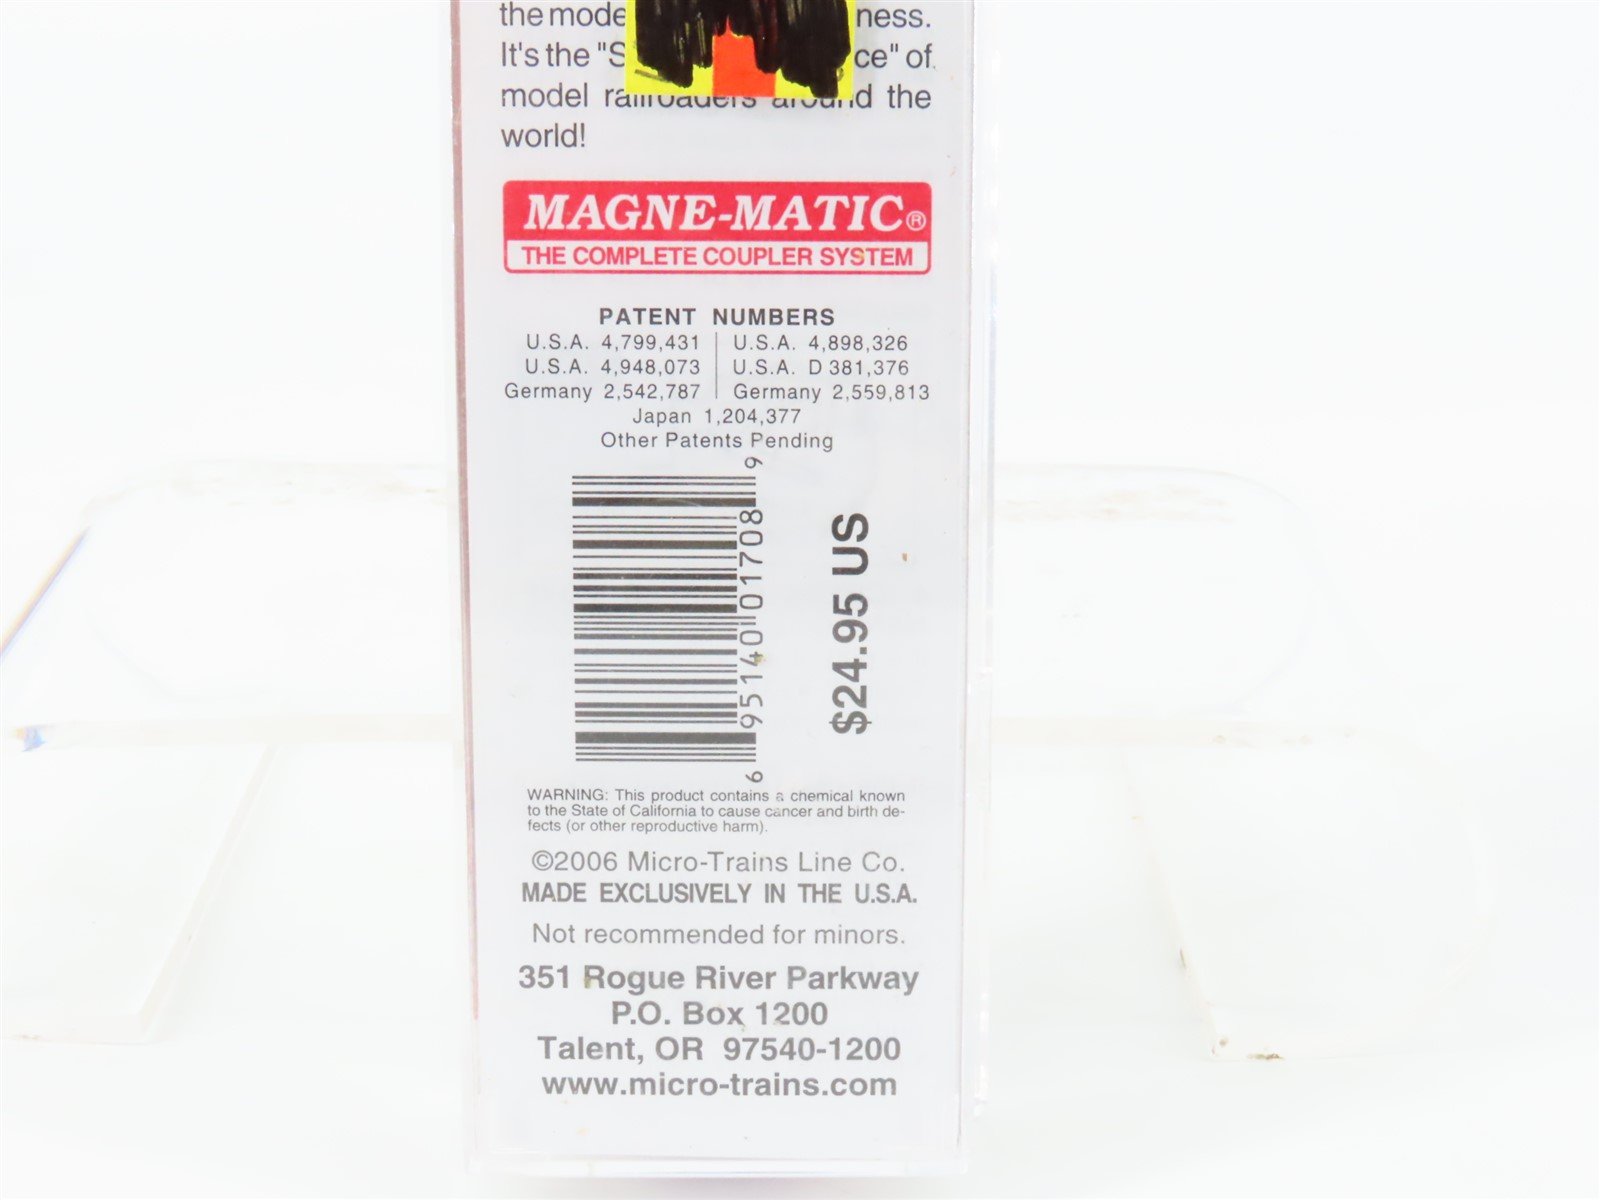 the ness.
It's the of
model railroaders around the
world!
MAGNE-MATIC®
THE COMPLETE COUPLER SYSTEM
PATENT NUMBERS
U.S.A. 4,799,431 | U.S.A. 4,898,326
U.S.A. 4,948,073 | U.S.A. D 381,376
Germany 2,542,787 | Germany 2,559,813
Japan 1,204,377
Other Patents Pending
6 95140 01708 9
$24.95 US
WARNING: This product contains a chemical known
to the State of California to cause cancer and birth de-
fects (or other reproductive harm).
©2006 Micro-Trains Line Co.
MADE EXCLUSIVELY IN THE U.S.A.
Not recommended for minors.
351 Rogue River Parkway
P.O. Box 1200
Talent, OR 97540-1200
www.micro-trains.com